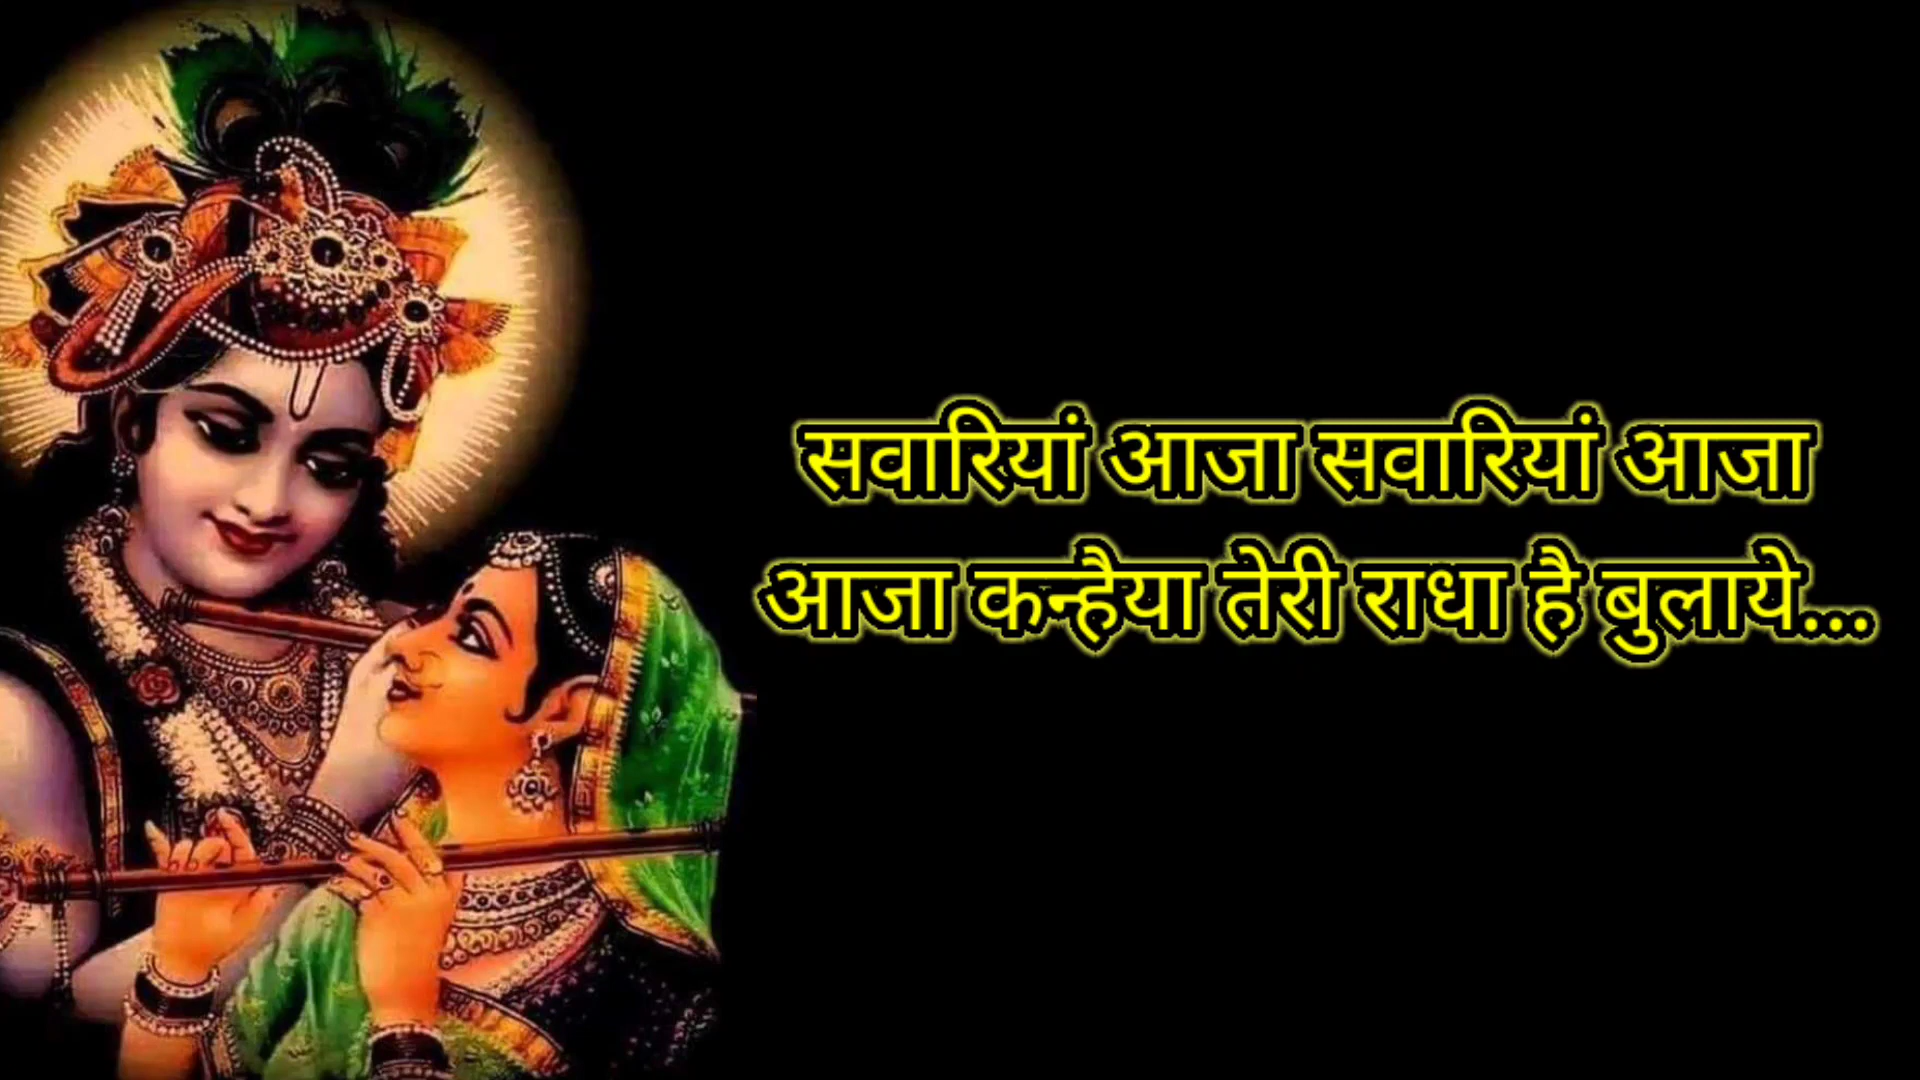 सवारियां आजा सवारियां आजा
आजा कन्हैया तेरी राधा है बुलाये...